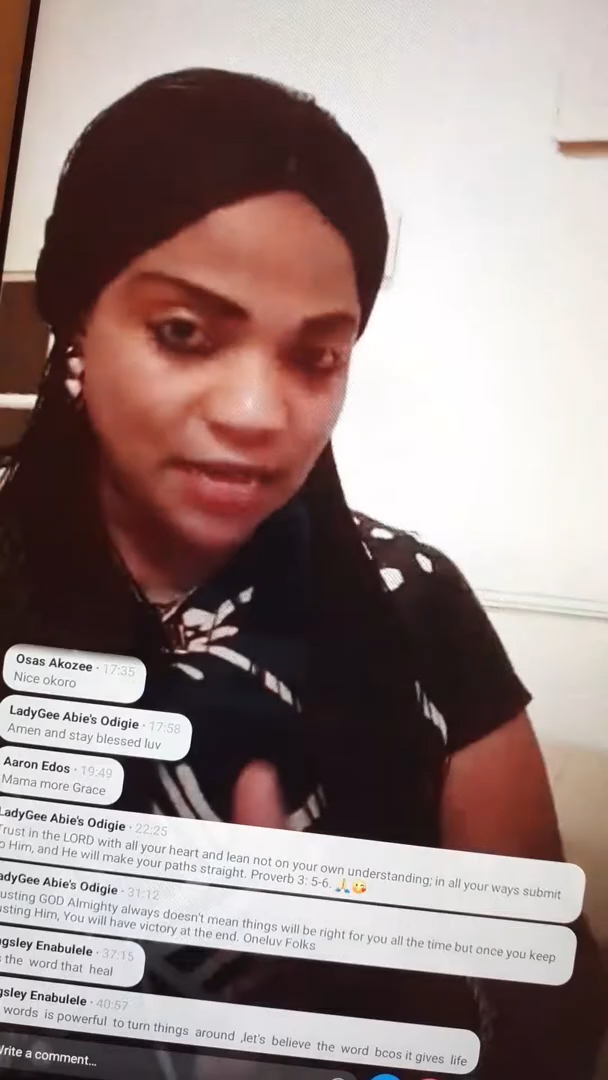 Osas Akozee · 17:35
Nice okoro
LadyGee Abie's Odigie · 17:58
Amen and stay blessed luv
Aaron Edos · 19:49
Mama more Grace
LadyGee Abie's Odigie · 22:25
Trust in the LORD with all your heart and lean not on your own understanding; in all your ways submit
o Him, and He will make your paths straight. Proverb 3: 5-6. 🙏😋
adyGee Abie's Odigie · 31:12
usting GOD Almighty always doesn't mean things will be right for you all the time but once you keep
usting Him, You will have victory at the end. Oneluv Folks
gsley Enabulele · 37:15
the word that heal
gsley Enabulele · 40:57
words is powerful to turn things around ,let's believe the word bcos it gives life
Write a comment...